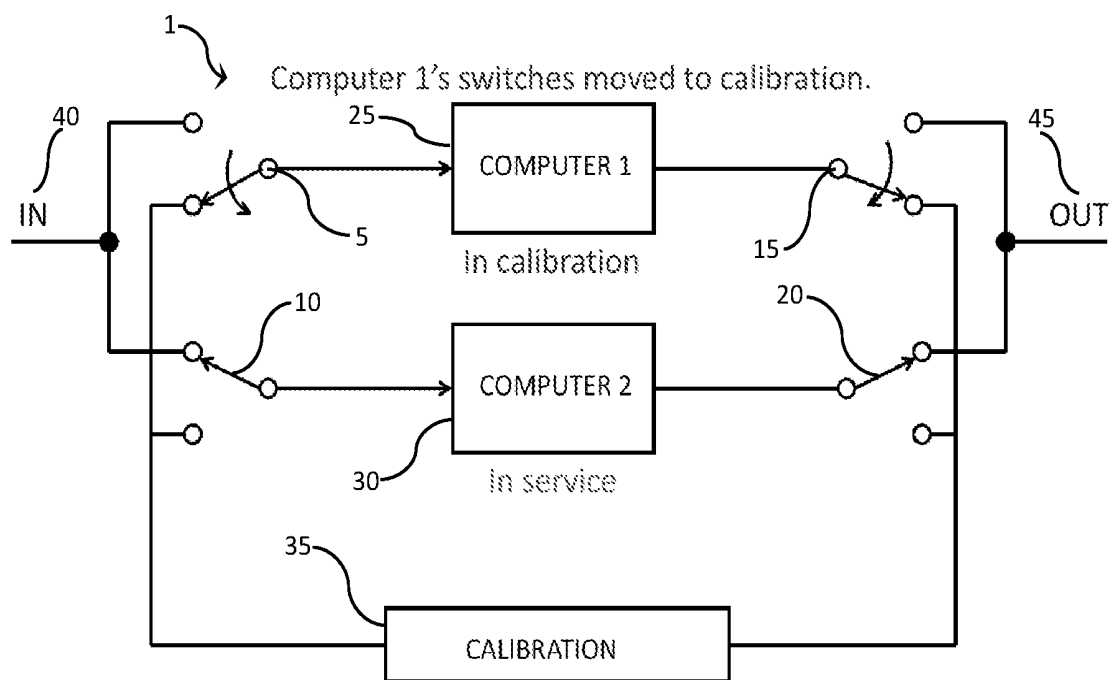 1
Computer 1's switches moved to calibration.
40
25
45
COMPUTER 1
IN
OUT
5
15
In calibration
10
20
COMPUTER 2
30
In service
35
CALIBRATION